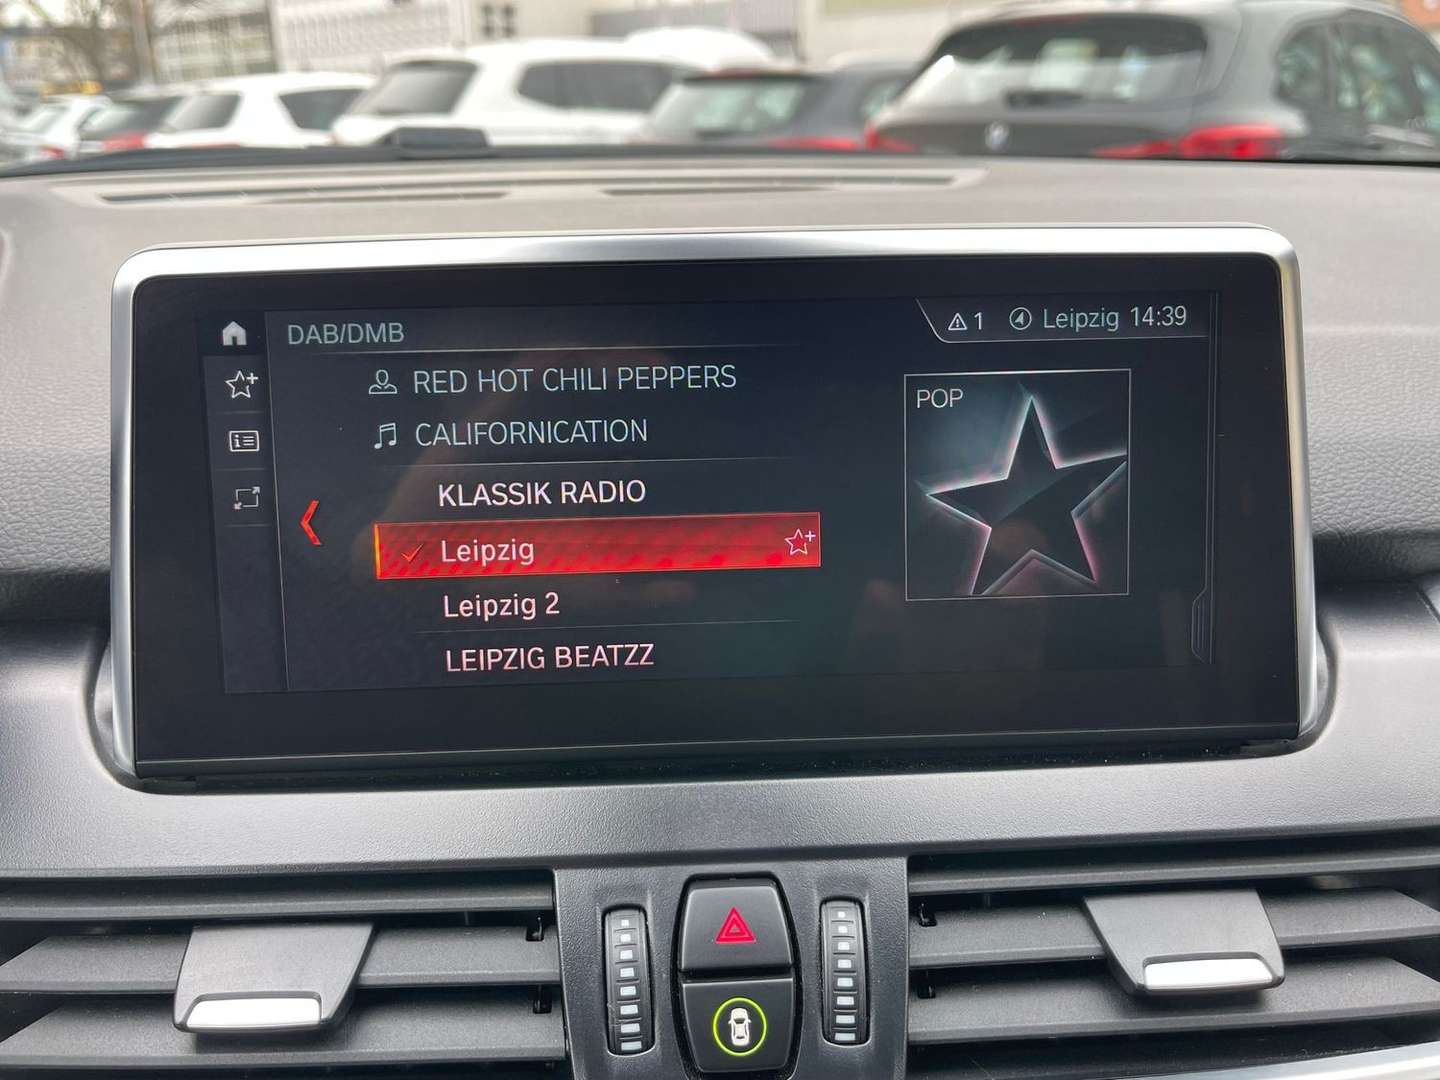 DAB/DMB
1 Leipzig 14:39
RED HOT CHILI PEPPERS
CALIFORNICATION
POP
KLASSIK RADIO
Leipzig
Leipzig 2
LEIPZIG BEATZZ